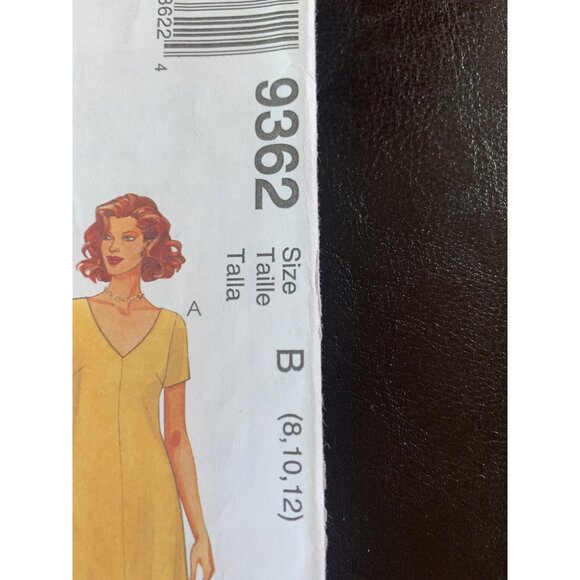 3622
4
9362
Size
Taille
Talla
B
(8,10,12)
A